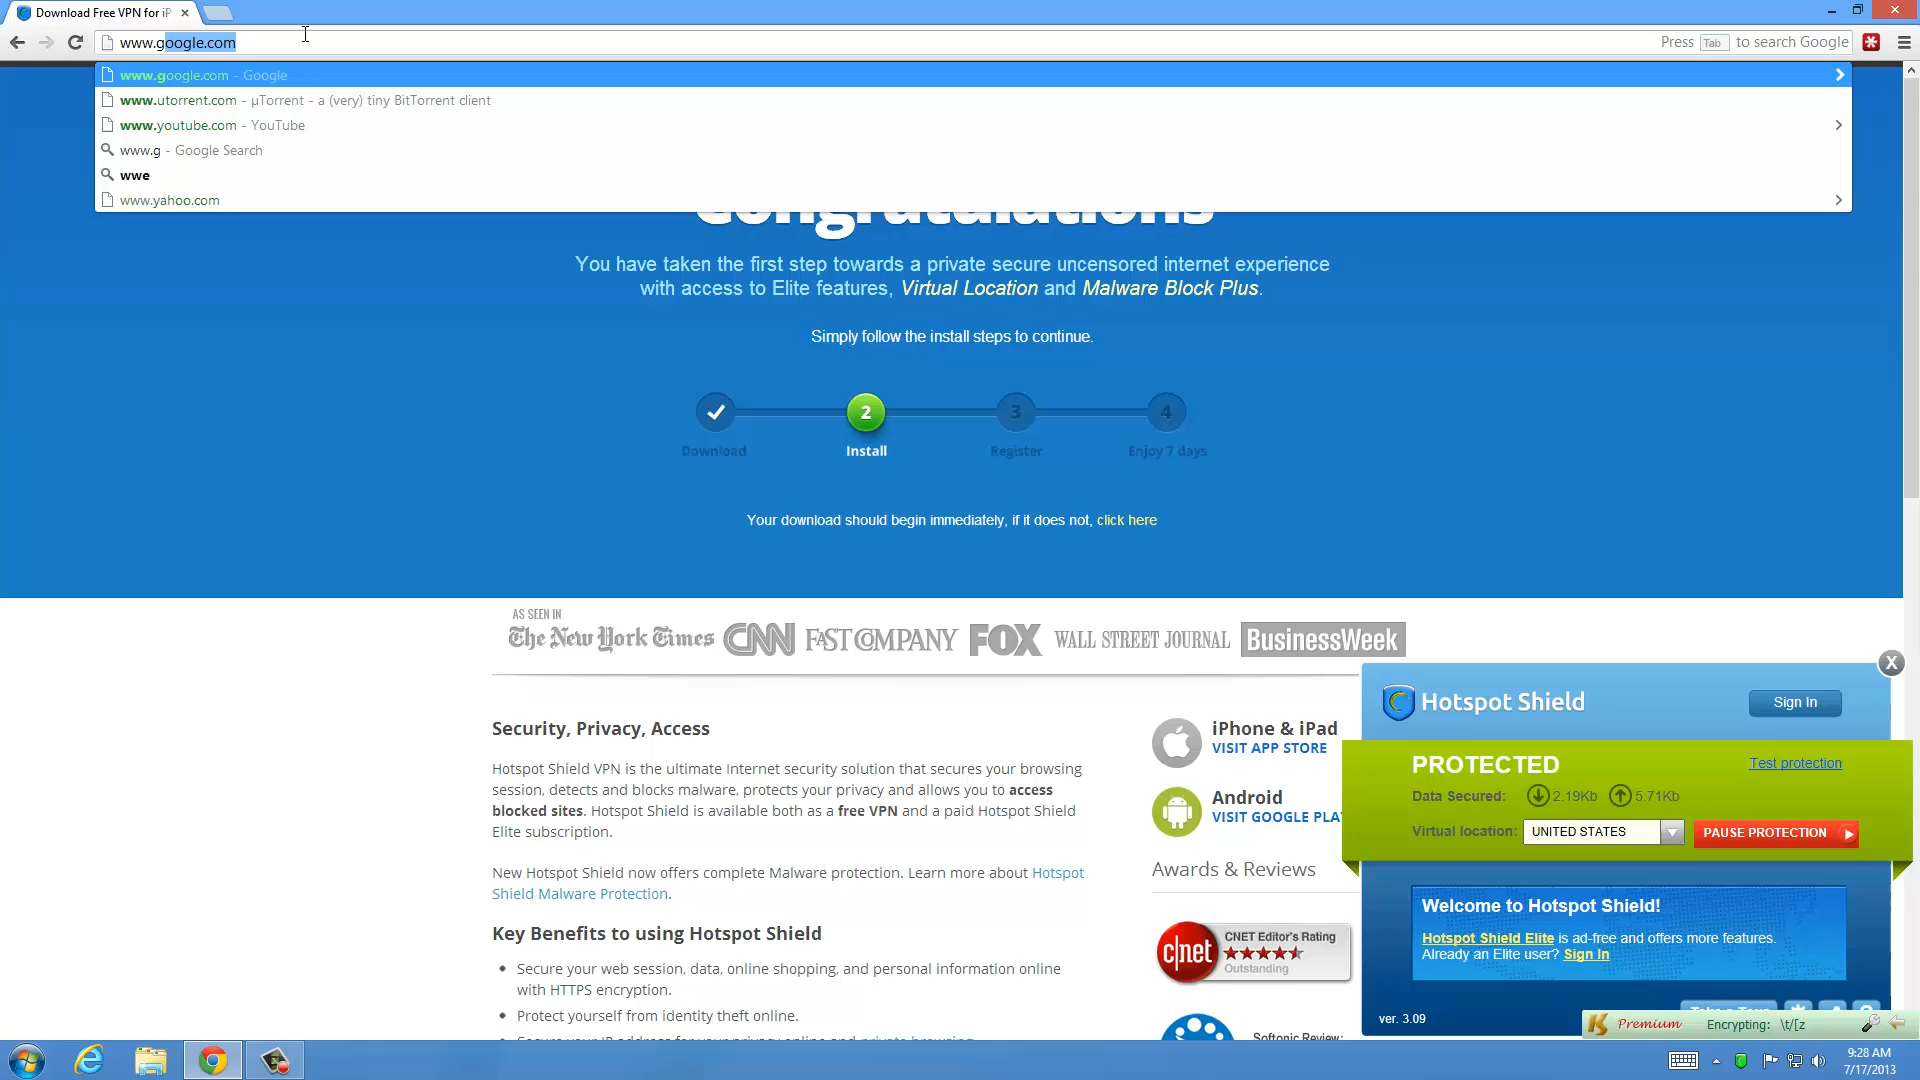 Download Free VPN for iP
www.google.com
Press Tab to search Google
www.google.com - Google
www.utorrent.com - µTorrent - a (very) tiny BitTorrent client
www.youtube.com - YouTube
www.g - Google Search
wwe
www.yahoo.com
Congratulations
You have taken the first step towards a private secure uncensored internet experience
with access to Elite features, Virtual Location and Malware Block Plus.
Simply follow the install steps to continue.
2 3 4
Download Install Register Enjoy 7 days
Your download should begin immediately, if it does not, click here
AS SEEN IN
The New York Times CNN FAST COMPANY FOX WALL STREET JOURNAL BusinessWeek
Security, Privacy, Access
Hotspot Shield VPN is the ultimate Internet security solution that secures your browsing
session, detects and blocks malware, protects your privacy and allows you to access
blocked sites. Hotspot Shield is available both as a free VPN and a paid Hotspot Shield
Elite subscription.
New Hotspot Shield now offers complete Malware protection. Learn more about Hotspot
Shield Malware Protection.
Key Benefits to using Hotspot Shield
Secure your web session, data, online shopping, and personal information online
with HTTPS encryption.
Protect yourself from identity theft online.
iPhone & iPad
VISIT APP STORE
Android
VISIT GOOGLE PLA
Awards & Reviews
c|net CNET Editor's Rating
Outstanding
Softonic Review:
X
Hotspot Shield
Sign In
PROTECTED
Test protection
Data Secured: 2.19Kb 5.71Kb
Virtual location: UNITED STATES PAUSE PROTECTION
Welcome to Hotspot Shield!
Hotspot Shield Elite is ad-free and offers more features.
Already an Elite user? Sign In
ver. 3.09
K Premium Encrypting: \t/[z
9:28 AM
7/17/2013